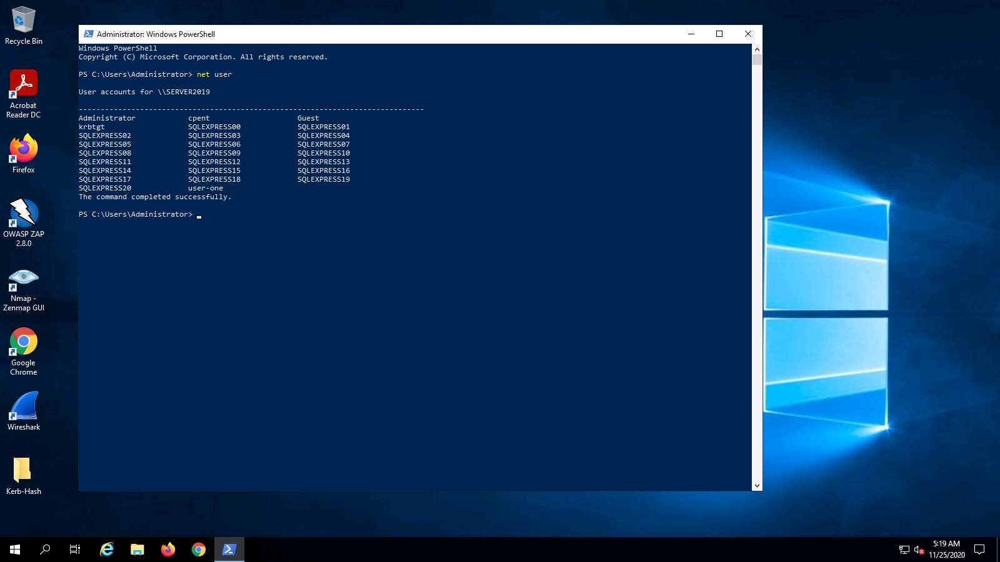 Recycle Bin
Acrobat
Reader DC
Firefox
OWASP ZAP
2.8.0
Nmap -
Zenmap GUI
Google
Chrome
Wireshark
Kerb-Hash
Administrator: Windows PowerShell
Windows PowerShell
Copyright (C) Microsoft Corporation. All rights reserved.
PS C:\Users\Administrator> net user
User accounts for \\SERVER2019
-------------------------------------------------------------------------------
Administrator cpent Guest
krbtgt SQLEXPRESS00 SQLEXPRESS01
SQLEXPRESS02 SQLEXPRESS03 SQLEXPRESS04
SQLEXPRESS05 SQLEXPRESS06 SQLEXPRESS07
SQLEXPRESS08 SQLEXPRESS09 SQLEXPRESS10
SQLEXPRESS11 SQLEXPRESS12 SQLEXPRESS13
SQLEXPRESS14 SQLEXPRESS15 SQLEXPRESS16
SQLEXPRESS17 SQLEXPRESS18 SQLEXPRESS19
SQLEXPRESS20 user-one
The command completed successfully.
PS C:\Users\Administrator> _
5:19 AM
11/25/2020